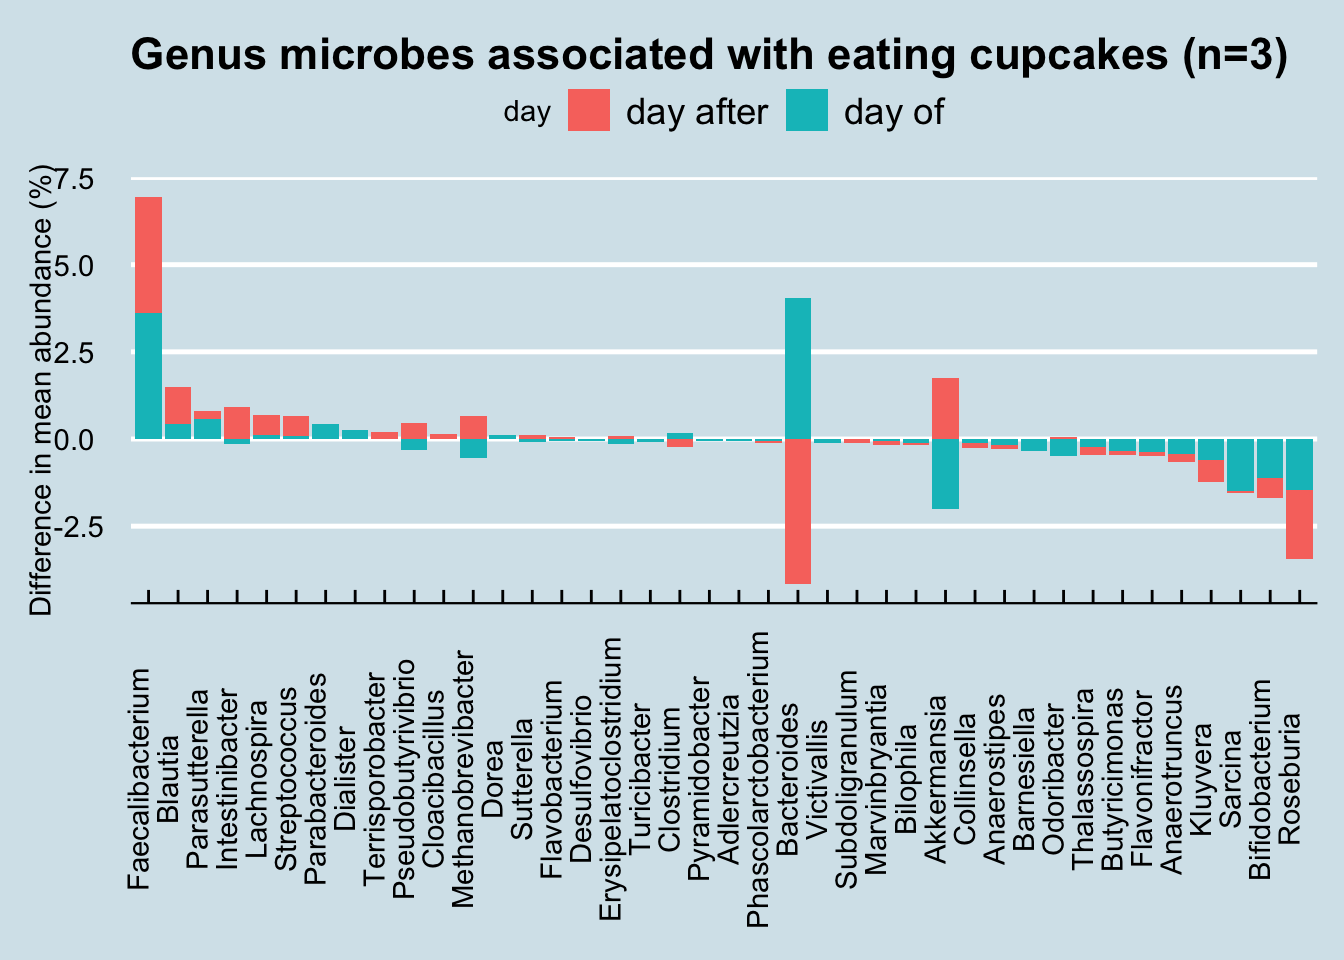 Genus microbes associated with eating cupcakes (n=3)
day day after day of
Difference in mean abundance (%)
7.5
5.0
2.5
0.0
-2.5
Faecalibacterium
Blautia
Parasutterella
Intestinibacter
Lachnospira
Streptococcus
Parabacteroides
Dialister
Terrisporobacter
Pseudobutyrivibrio
Cloacibacillus
Methanobrevibacter
Dorea
Sutterella
Flavobacterium
Desulfovibrio
Erysipelatoclostridium
Turicibacter
Clostridium
Pyramidobacter
Adlercreutzia
Phascolarctobacterium
Bacteroides
Victivallis
Subdoligranulum
Marvinbryantia
Bilophila
Akkermansia
Collinsella
Anaerostipes
Barnesiella
Odoribacter
Thalassospira
Butyricimonas
Flavonifractor
Anaerotruncus
Kluyvera
Sarcina
Bifidobacterium
Roseburia